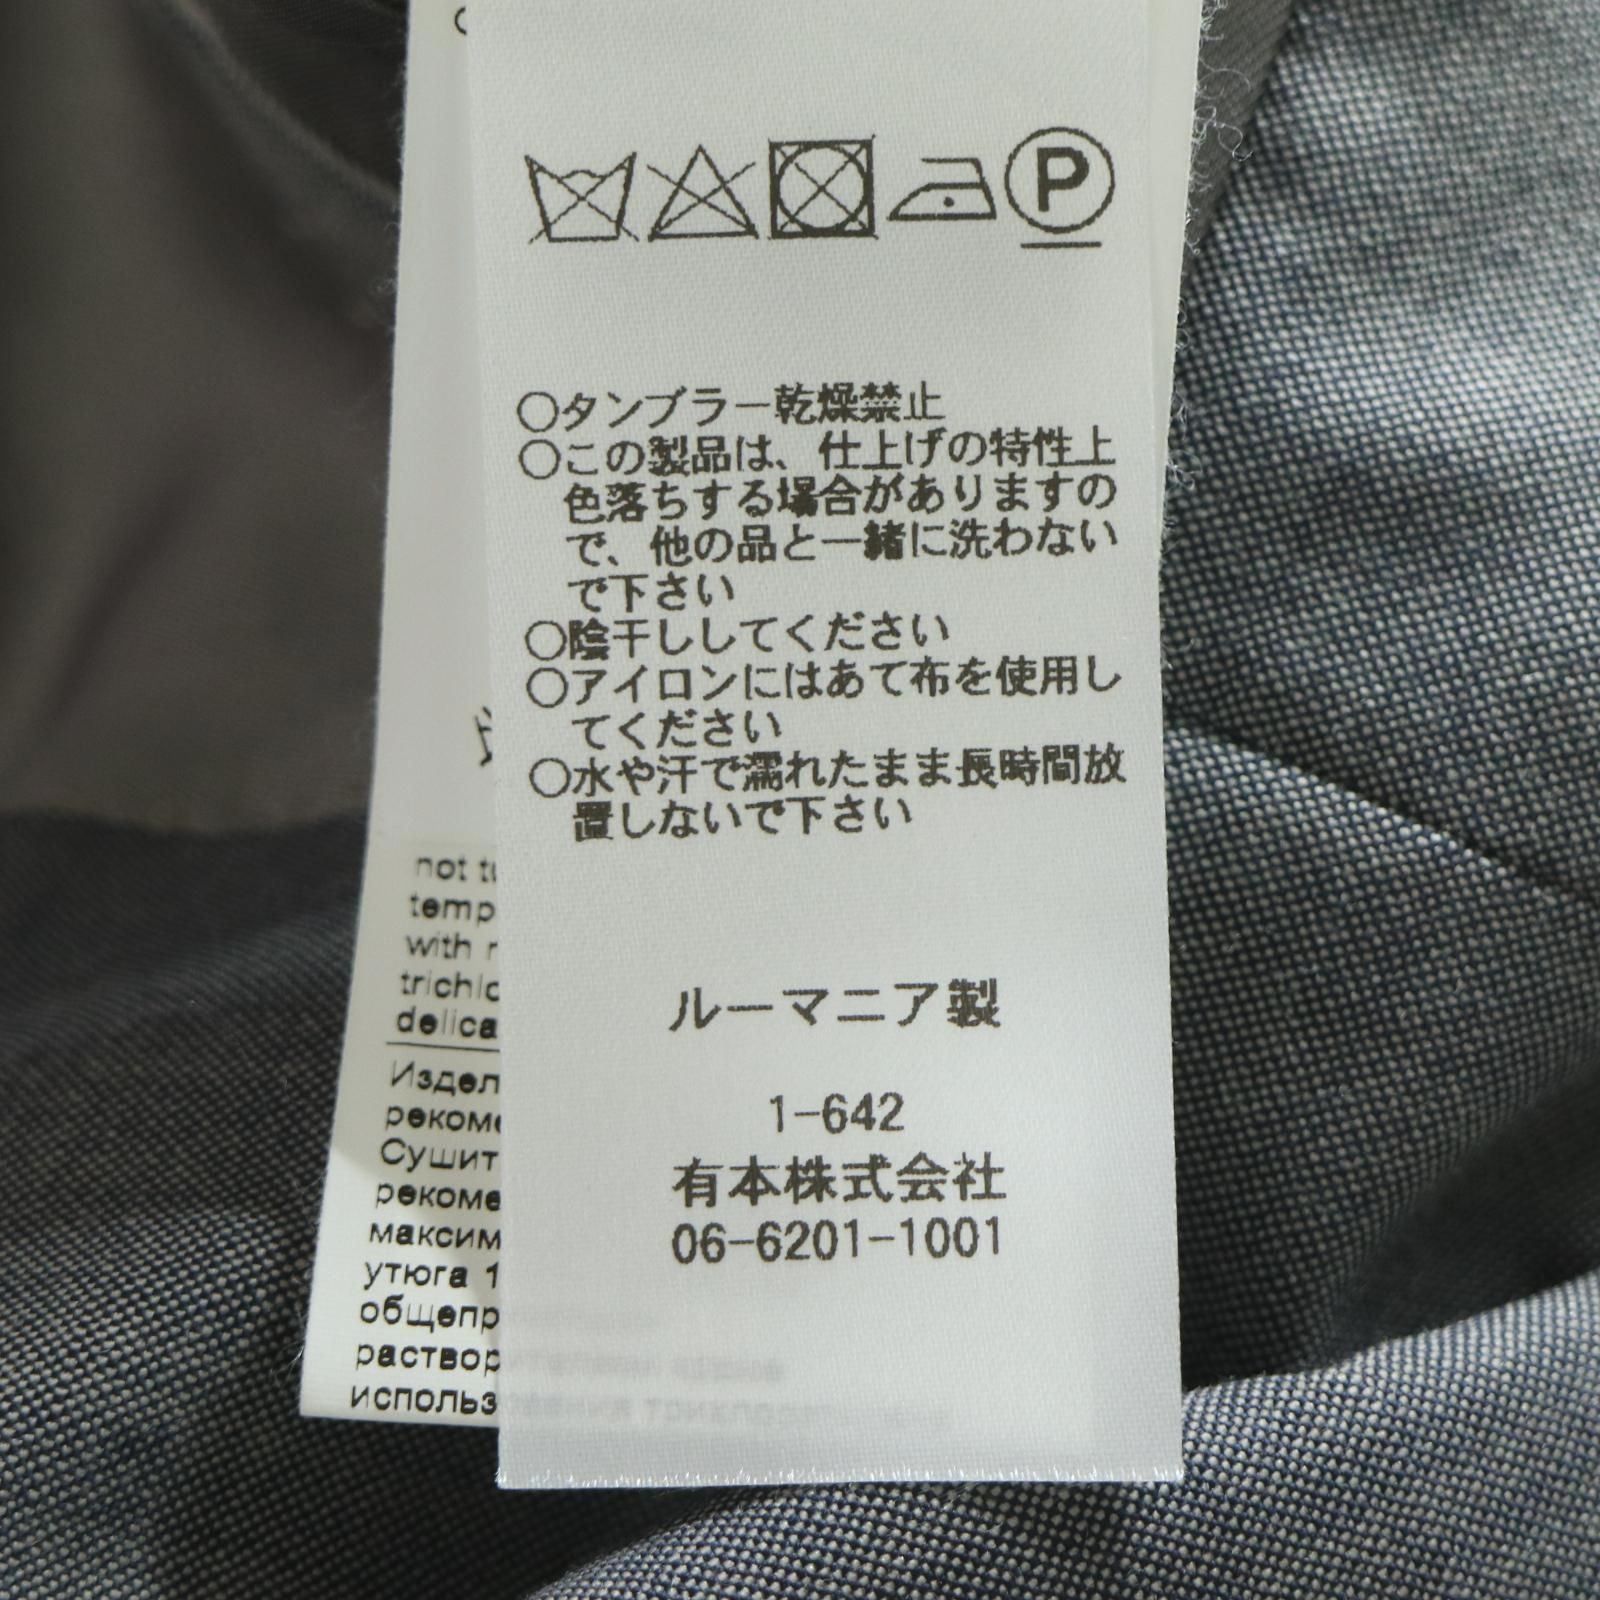 P
○タンブラー乾燥禁止
○この製品は、仕上げの特性上
色落ちする場合がありますの
で、他の品と一緒に洗わない
で下さい
○陰干ししてください
○アイロンにはあて布を使用し
てください
○水や汗で濡れたまま長時間放
置しないで下さい
ルーマニア製
1-642
有本株式会社
06-6201-1001
not
temp
with
trichlo
delica
Издел
рекоме
Сушит
рекоме
максим
утюга 1
общепр
раствор
использ